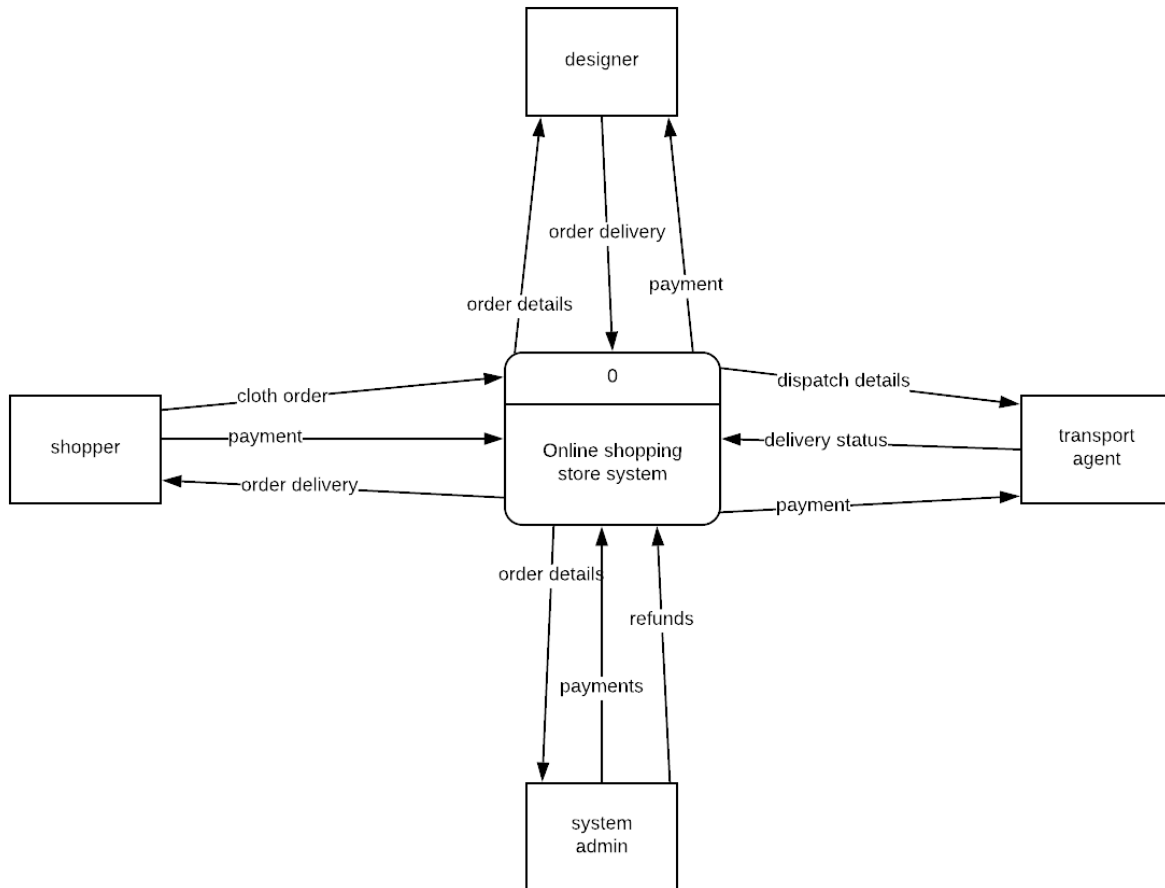 designer
order delivery
payment
order details
0
dispatch details
cloth order
shopper
payment
delivery status
transport
agent
Online shopping
store system
order delivery
payment
order details
refunds
payments
system
admin